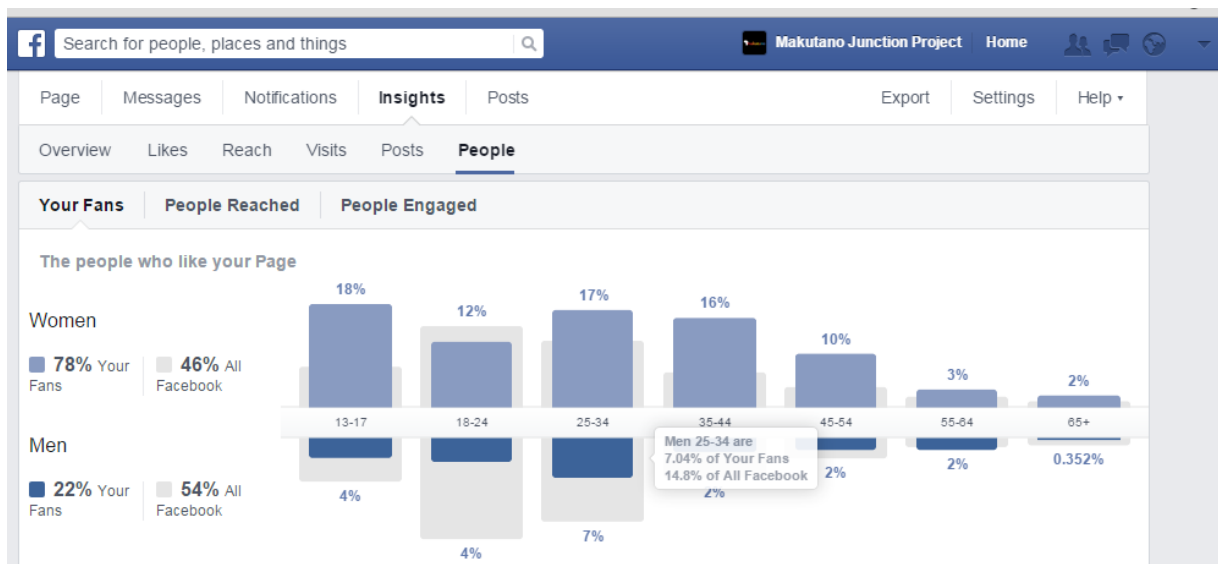 Search for people, places and things
Makutano Junction Project Home
Page Messages Notifications Insights Posts Export Settings Help
Overview Likes Reach Visits Posts People
Your Fans People Reached People Engaged
The people who like your Page
18% 12% 17% 16% 10% 3% 2%
Women
78% Your Fans
46% All Facebook
13-17 18-24 25-34 35-44 45-54 55-64 65+
Men
22% Your Fans
54% All Facebook
Men 25-34 are
7.04% of Your Fans
14.8% of All Facebook
4% 4% 7% 2% 2% 2% 0.352%